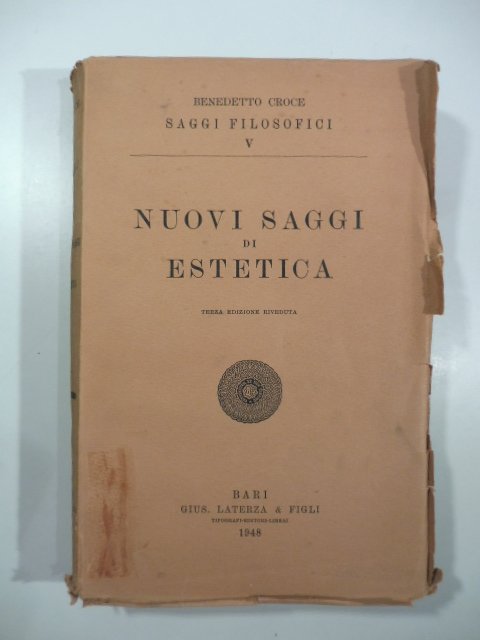 BENEDETTO CROCE
SAGGI FILOSOFICI
V
NUOVI SAGGI
DI
ESTETICA
TERZA EDIZIONE RIVEDUTA
BARI
GIUS. LATERZA & FIGLI
TIPOGRAFI-EDITORI-LIBRAI
1948